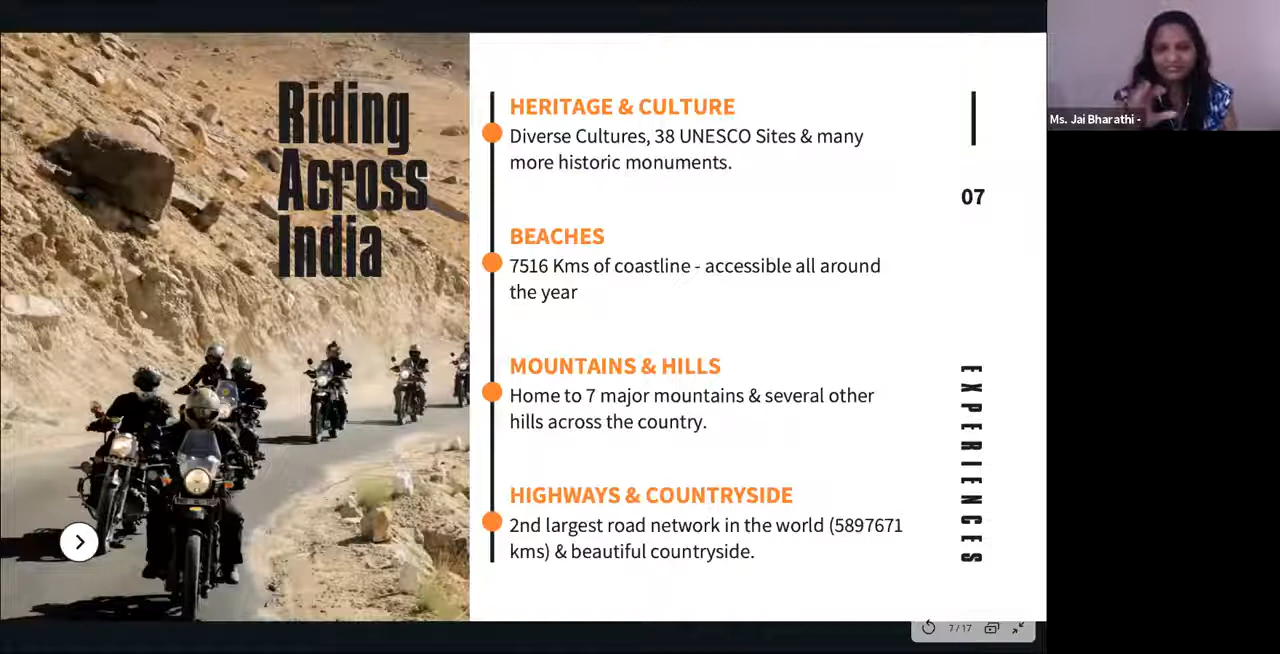 Riding
Across
India
HERITAGE & CULTURE
Diverse Cultures, 38 UNESCO Sites & many
more historic monuments.
BEACHES
7516 Kms of coastline - accessible all around
the year
MOUNTAINS & HILLS
Home to 7 major mountains & several other
hills across the country.
HIGHWAYS & COUNTRYSIDE
2nd largest road network in the world (5897671
kms) & beautiful countryside.
07
EXPERIENCES
7/17
Ms. Jai Bharathi -